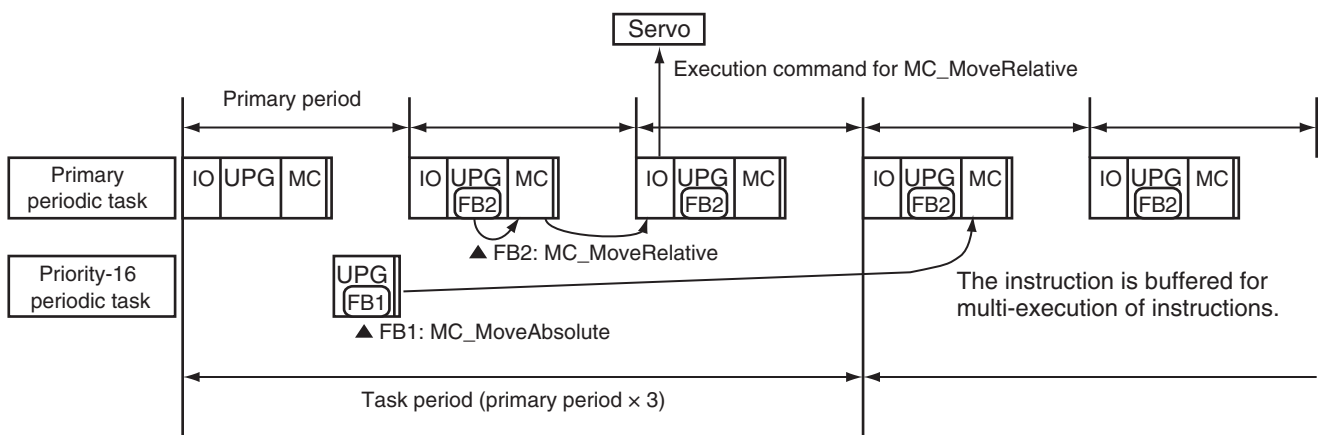 Servo
Execution command for MC_MoveRelative
Primary period
Primary
periodic task
IO UPG MC
IO UPG MC
FB2
IO UPG MC
FB2
IO UPG MC
FB2
IO UPG MC
FB2
▲ FB2: MC_MoveRelative
Priority-16
periodic task
UPG
FB1
▲ FB1: MC_MoveAbsolute
The instruction is buffered for
multi-execution of instructions.
Task period (primary period × 3)